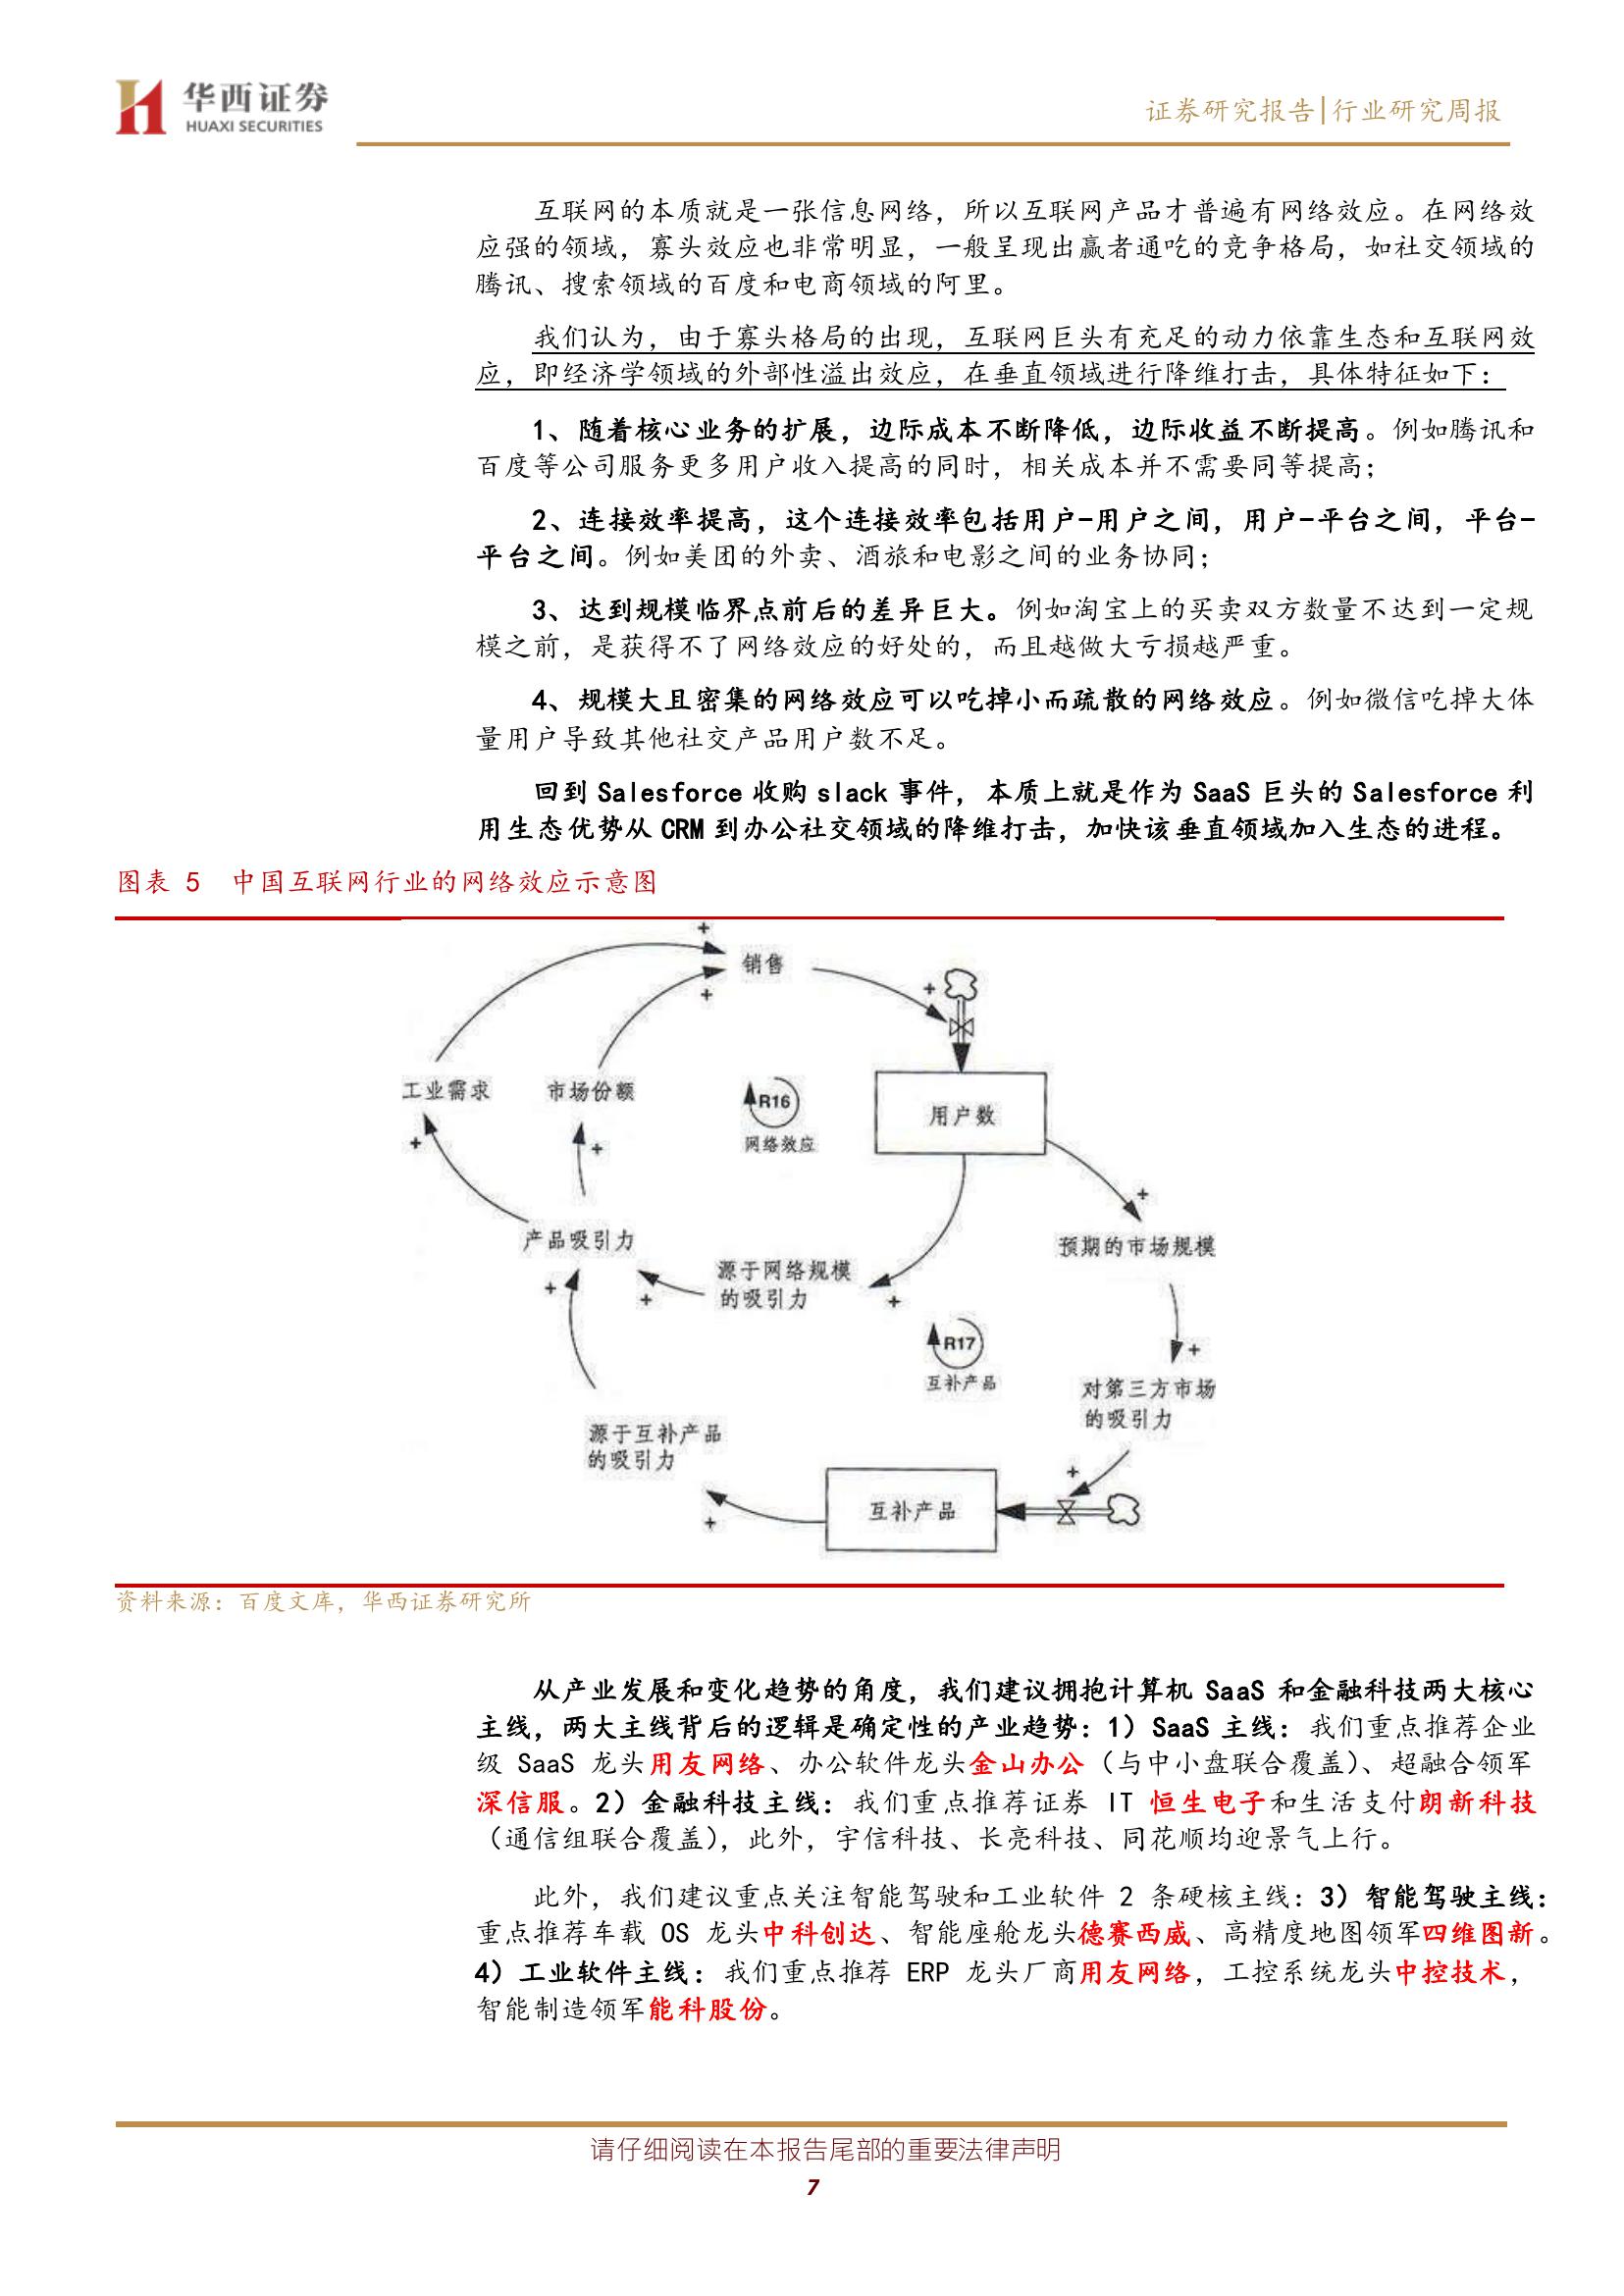 华西证券
HUAXI SECURITIES
证券研究报告|行业研究周报
互联网的本质就是一张信息网络，所以互联网产品才普遍有网络效应。在网络效
应强的领域，寡头效应也非常明显，一般呈现出赢者通吃的竞争格局，如社交领域的
腾讯、搜索领域的百度和电商领域的阿里。
我们认为，由于寡头格局的出现，互联网巨头有充足的动力依靠生态和互联网效
应，即经济学领域的外部性溢出效应，在垂直领域进行降维打击，具体特征如下：
1、随着核心业务的扩展，边际成本不断降低，边际收益不断提高。例如腾讯和
百度等公司服务更多用户收入提高的同时，相关成本并不需要同等提高；
2、连接效率提高，这个连接效率包括用户-用户之间，用户-平台之间，平台-
平台之间。例如美团的外卖、酒旅和电影之间的业务协同；
3、达到规模临界点前后的差异巨大。例如淘宝上的买卖双方数量不达到一定规
模之前，是获得不了网络效应的好处的，而且越做大亏损越严重。
4、规模大且密集的网络效应可以吃掉小而疏散的网络效应。例如微信吃掉大体
量用户导致其他社交产品用户数不足。
回到 Salesforce 收购 slack 事件，本质上就是作为 SaaS 巨头的 Salesforce 利
用生态优势从 CRM 到办公社交领域的降维打击，加快该垂直领域加入生态的进程。
图表 5 中国互联网行业的网络效应示意图
+
销售
+
+
工业需求
市场份额
R16
网络效应
用户数
+
+
+
产品吸引力
预期的市场规模
源于网络规模
的吸引力
+
+
+
R17
互补产品
+
对第三方市场
的吸引力
源于互补产品
的吸引力
+
互补产品
+
资料来源：百度文库，华西证券研究所
从产业发展和变化趋势的角度，我们建议拥抱计算机 SaaS 和金融科技两大核心
主线，两大主线背后的逻辑是确定性的产业趋势：1）SaaS 主线：我们重点推荐企业
级 SaaS 龙头用友网络、办公软件龙头金山办公（与中小盘联合覆盖）、超融合领军
深信服。2）金融科技主线：我们重点推荐证券 IT 恒生电子和生活支付朗新科技
（通信组联合覆盖），此外，宇信科技、长亮科技、同花顺均迎景气上行。
此外，我们建议重点关注智能驾驶和工业软件 2 条硬核主线：3）智能驾驶主线：
重点推荐车载 OS 龙头中科创达、智能座舱龙头德赛西威、高精度地图领军四维图新。
4）工业软件主线：我们重点推荐 ERP 龙头厂商用友网络，工控系统龙头中控技术，
智能制造领军能科股份。
请仔细阅读在本报告尾部的重要法律声明
7